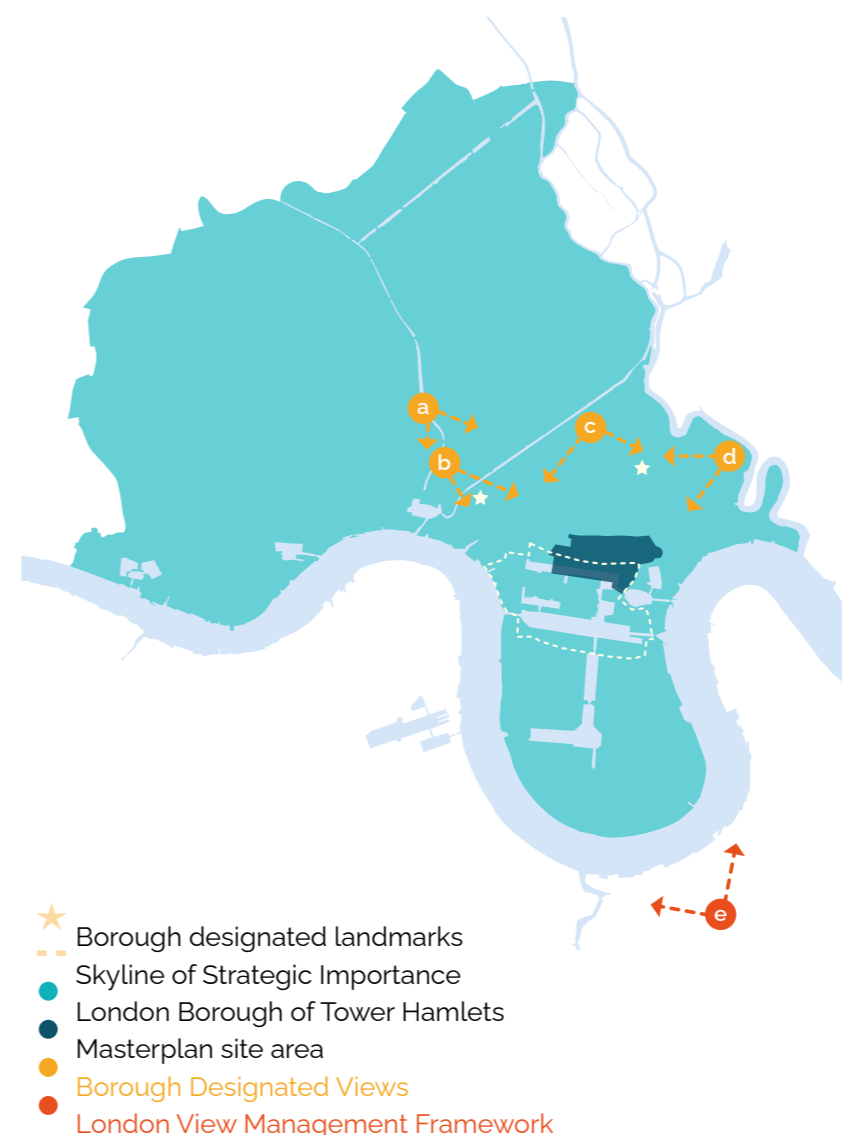 a
c
b
d
e
Borough designated landmarks
Skyline of Strategic Importance
London Borough of Tower Hamlets
Masterplan site area
Borough Designated Views
London View Management Framework